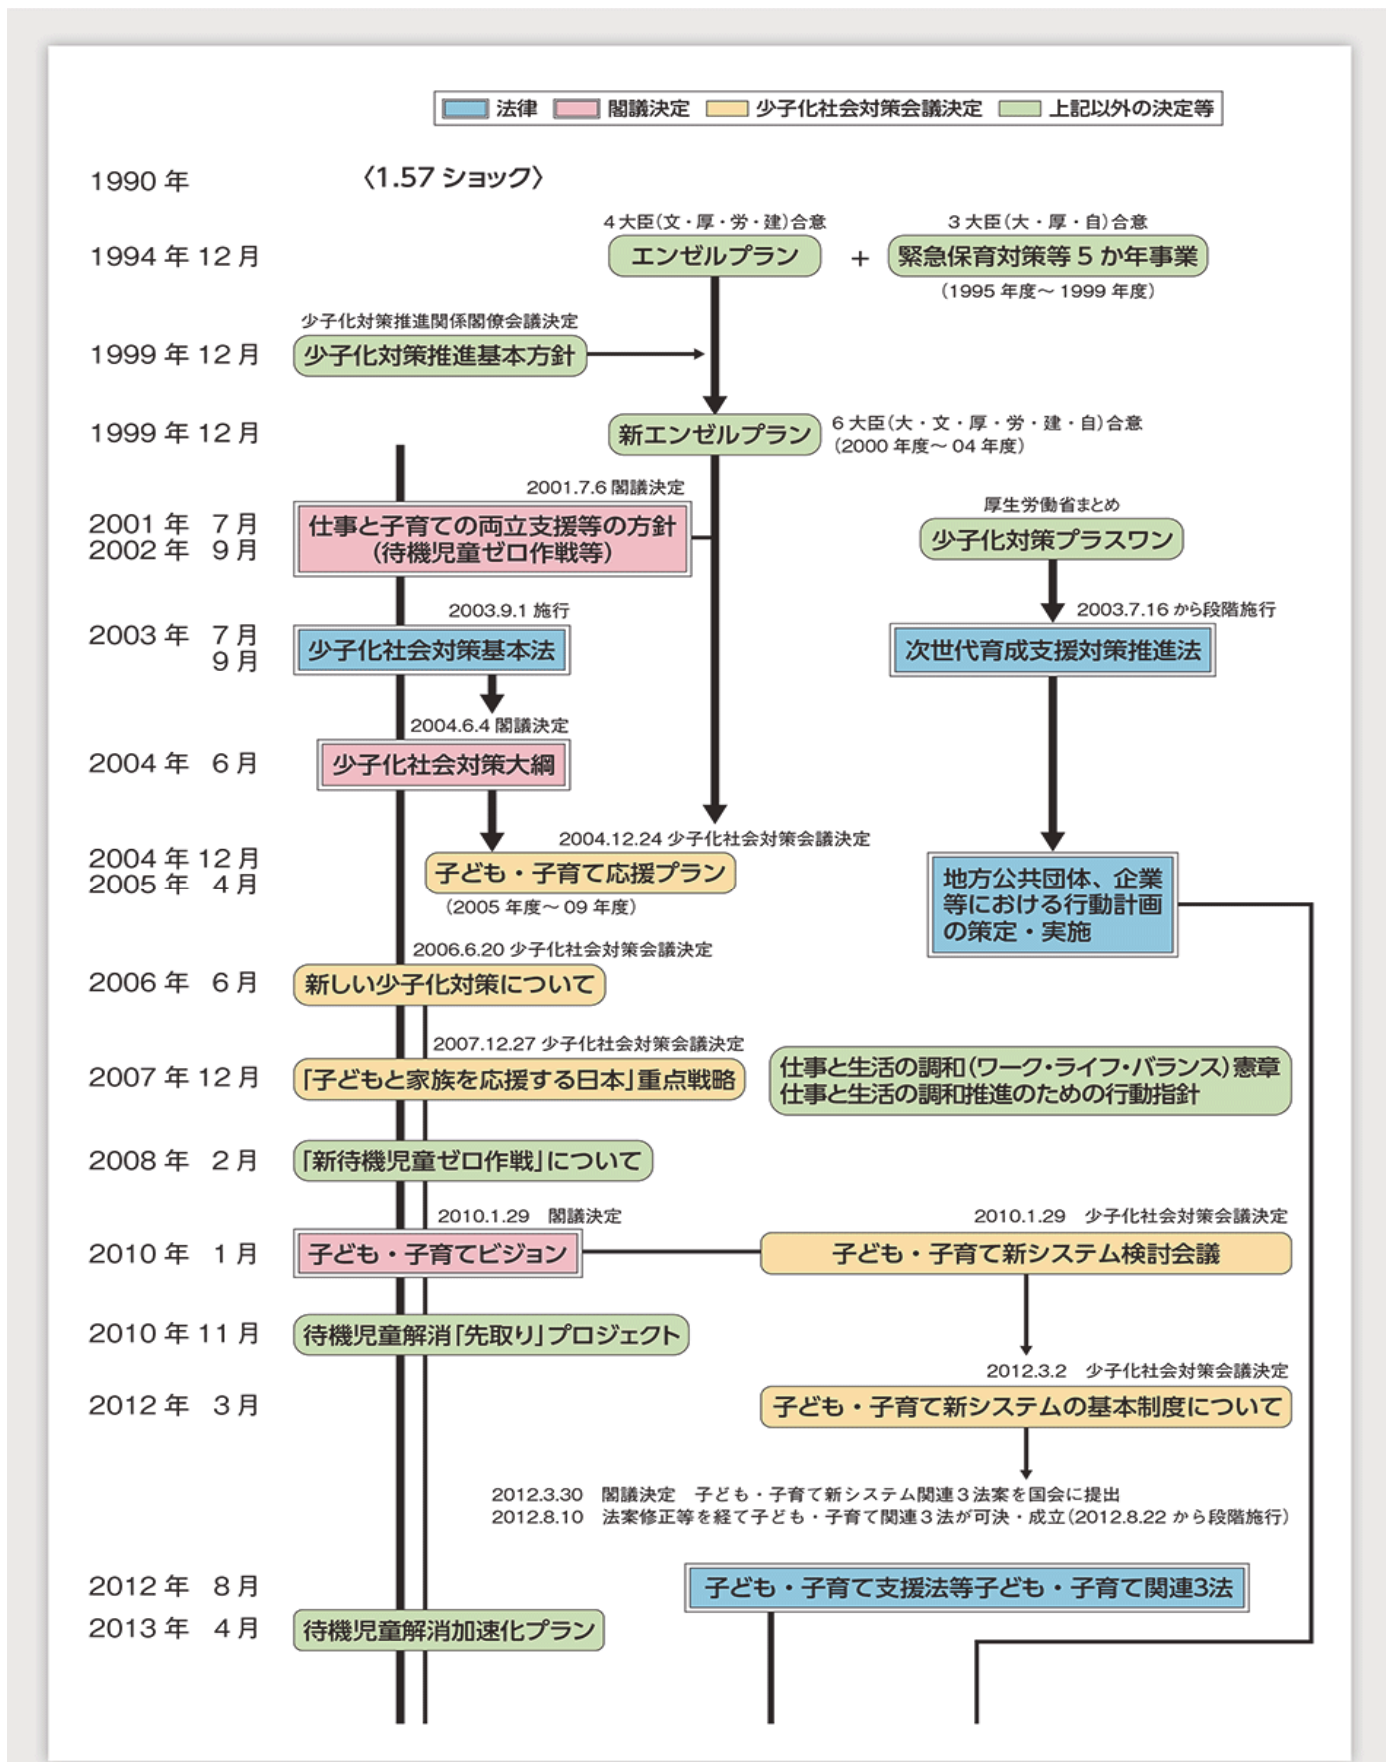 法律 閣議決定 少子化社会対策会議決定 上記以外の決定等
1990 年 〈1.57 ショック〉
4 大臣(文・厚・労・建)合意 3 大臣(大・厚・自)合意
1994 年 12 月 エンゼルプラン + 緊急保育対策等 5 か年事業
(1995 年度～ 1999 年度)
少子化対策推進関係閣僚会議決定
1999 年 12 月 少子化対策推進基本方針
1999 年 12 月 新エンゼルプラン 6 大臣(大・文・厚・労・建・自)合意
(2000 年度～ 04 年度)
2001.7.6 閣議決定
厚生労働省まとめ
2001 年 7 月 仕事と子育ての両立支援等の方針
2002 年 9 月 (待機児童ゼロ作戦等)
少子化対策プラスワン
2003.9.1 施行 2003.7.16 から段階施行
2003 年 7 月
9 月
少子化社会対策基本法 次世代育成支援対策推進法
2004.6.4 閣議決定
2004 年 6 月 少子化社会対策大綱
2004.12.24 少子化社会対策会議決定
2004 年 12 月
2005 年 4 月
子ども・子育て応援プラン
(2005 年度～ 09 年度)
地方公共団体、企業
等における行動計画
の策定・実施
2006.6.20 少子化社会対策会議決定
2006 年 6 月 新しい少子化対策について
2007.12.27 少子化社会対策会議決定
2007 年 12 月 「子どもと家族を応援する日本」重点戦略
仕事と生活の調和(ワーク・ライフ・バランス)憲章
仕事と生活の調和推進のための行動指針
2008 年 2 月 「新待機児童ゼロ作戦」について
2010.1.29 閣議決定 2010.1.29 少子化社会対策会議決定
2010 年 1 月 子ども・子育てビジョン 子ども・子育て新システム検討会議
2010 年 11 月 待機児童解消「先取り」プロジェクト
2012.3.2 少子化社会対策会議決定
2012 年 3 月 子ども・子育て新システムの基本制度について
2012.3.30 閣議決定 子ども・子育て新システム関連３法案を国会に提出
2012.8.10 法案修正等を経て子ども・子育て関連３法が可決・成立(2012.8.22 から段階施行)
2012 年 8 月 子ども・子育て支援法等子ども・子育て関連3法
2013 年 4 月 待機児童解消加速化プラン